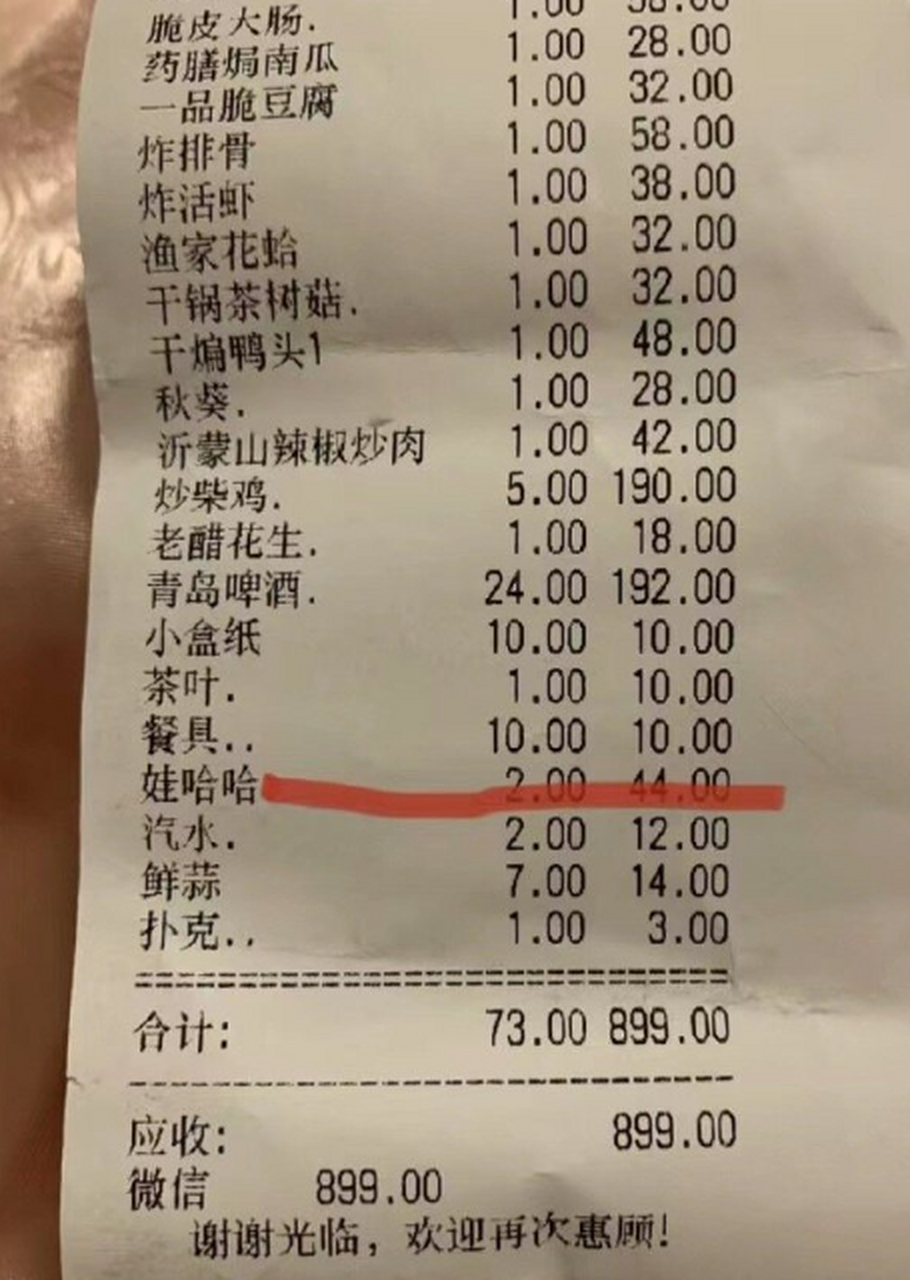 脆皮大肠. 1.00
药膳焗南瓜 1.00 28.00
一品脆豆腐 1.00 32.00
炸排骨 1.00 58.00
炸活虾 1.00 38.00
渔家花蛤 1.00 32.00
干锅茶树菇. 1.00 32.00
干煸鸭头1 1.00 48.00
秋葵. 1.00 28.00
沂蒙山辣椒炒肉 1.00 42.00
炒柴鸡. 5.00 190.00
老醋花生. 1.00 18.00
青岛啤酒. 24.00 192.00
小盒纸 10.00 10.00
茶叶. 1.00 10.00
餐具.. 10.00 10.00
娃哈哈 2.00 44.00
汽水. 2.00 12.00
鲜蒜 7.00 14.00
扑克.. 1.00 3.00
合计: 73.00 899.00
应收: 899.00
微信 899.00
谢谢光临，欢迎再次惠顾!